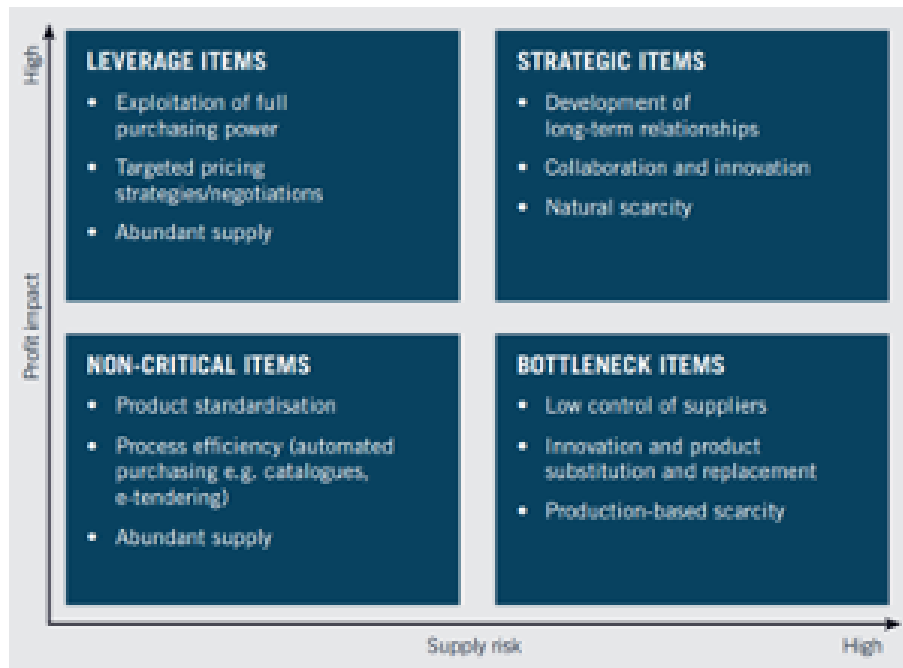 High
Profit impact
LEVERAGE ITEMS
• Exploitation of full
purchasing power
• Targeted pricing
strategies/negotiations
• Abundant supply
STRATEGIC ITEMS
• Development of
long-term relationships
• Collaboration and innovation
• Natural scarcity
NON-CRITICAL ITEMS
• Product standardisation
• Process efficiency (automated
purchasing e.g. catalogues,
e-tendering)
• Abundant supply
BOTTLENECK ITEMS
• Low control of suppliers
• Innovation and product
substitution and replacement
• Production-based scarcity
Supply risk
High